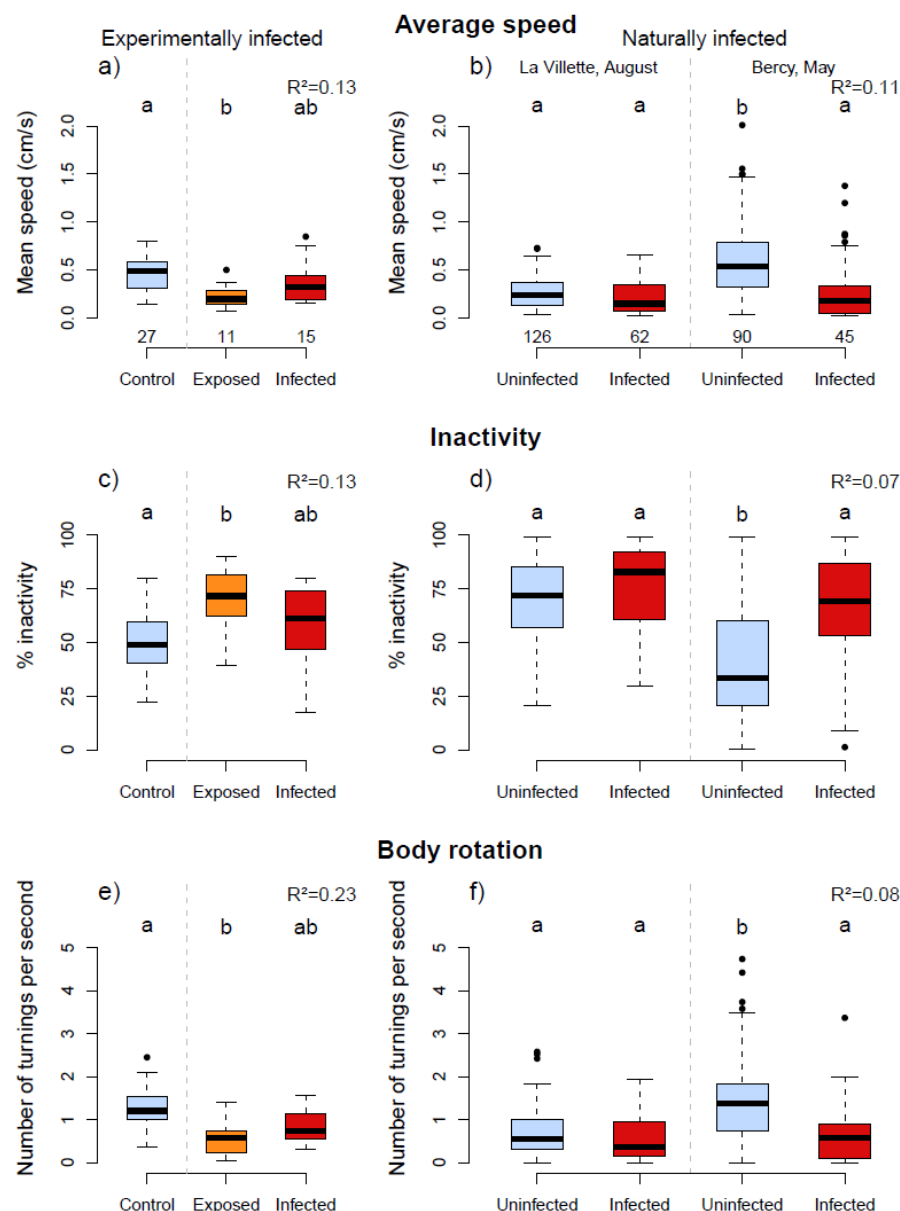 Average speed
Experimentally infected
Naturally infected
a)
R²=0.13
a b ab
Mean speed (cm/s)
2.0
1.5
1.0
0.5
0.0
27 11 15
Control Exposed Infected
b)
La Villette, August Bercy, May
R²=0.11
a a b a
Mean speed (cm/s)
2.0
1.5
1.0
0.5
0.0
126 62 90 45
Uninfected Infected Uninfected Infected
Inactivity
c)
R²=0.13
a b ab
% inactivity
100
75
50
25
0
Control Exposed Infected
d)
R²=0.07
a a b a
% inactivity
100
75
50
25
0
Uninfected Infected Uninfected Infected
Body rotation
e)
R²=0.23
a b ab
Number of turnings per second
5
4
3
2
1
0
Control Exposed Infected
f)
R²=0.08
a a b a
Number of turnings per second
5
4
3
2
1
0
Uninfected Infected Uninfected Infected